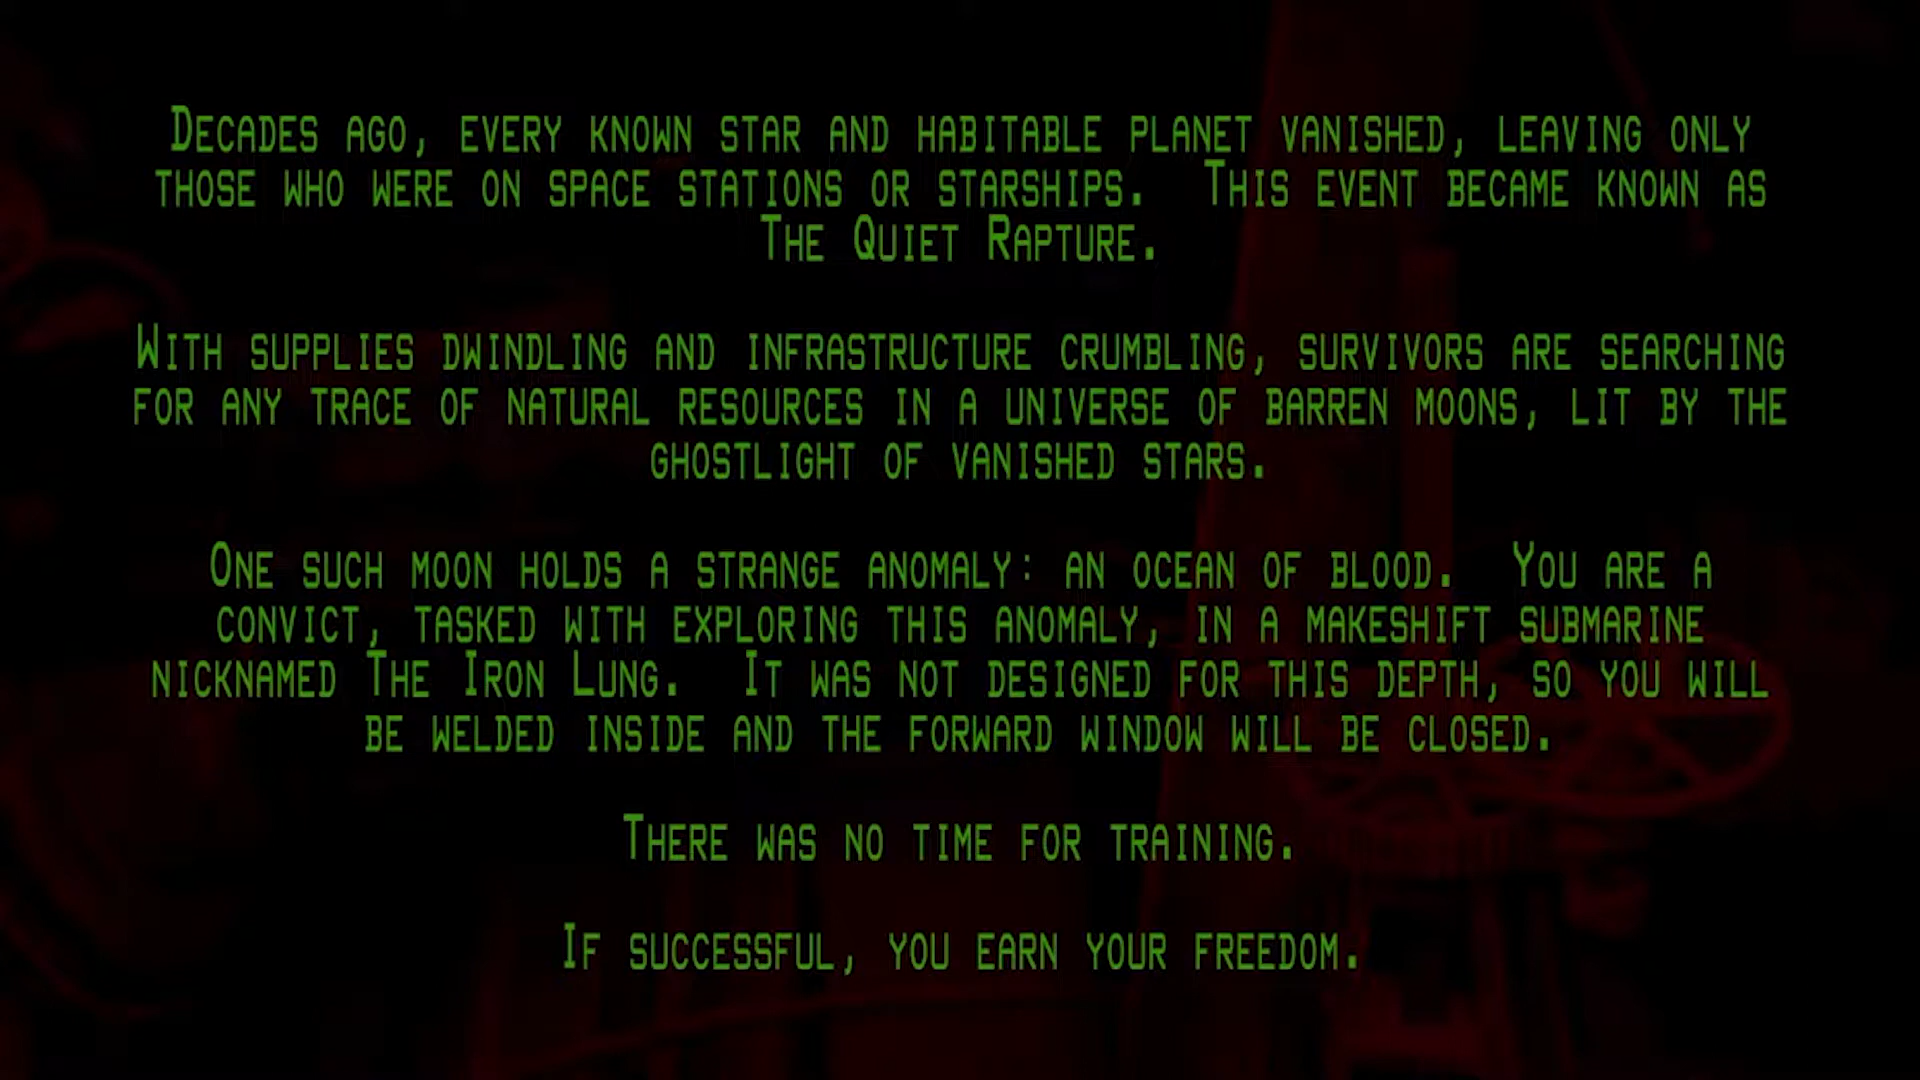 Decades ago, every known star and habitable planet vanished, leaving only
those who were on space stations or starships.  This event became known as
The Quiet Rapture.
With supplies dwindling and infrastructure crumbling, survivors are searching
for any trace of natural resources in a universe of barren moons, lit by the
ghostlight of vanished stars.
One such moon holds a strange anomaly: an ocean of blood.  You are a
convict, tasked with exploring this anomaly, in a makeshift submarine
nicknamed The Iron Lung.  It was not designed for this depth, so you will
be welded inside and the forward window will be closed.
There was no time for training.
If successful, you earn your freedom.